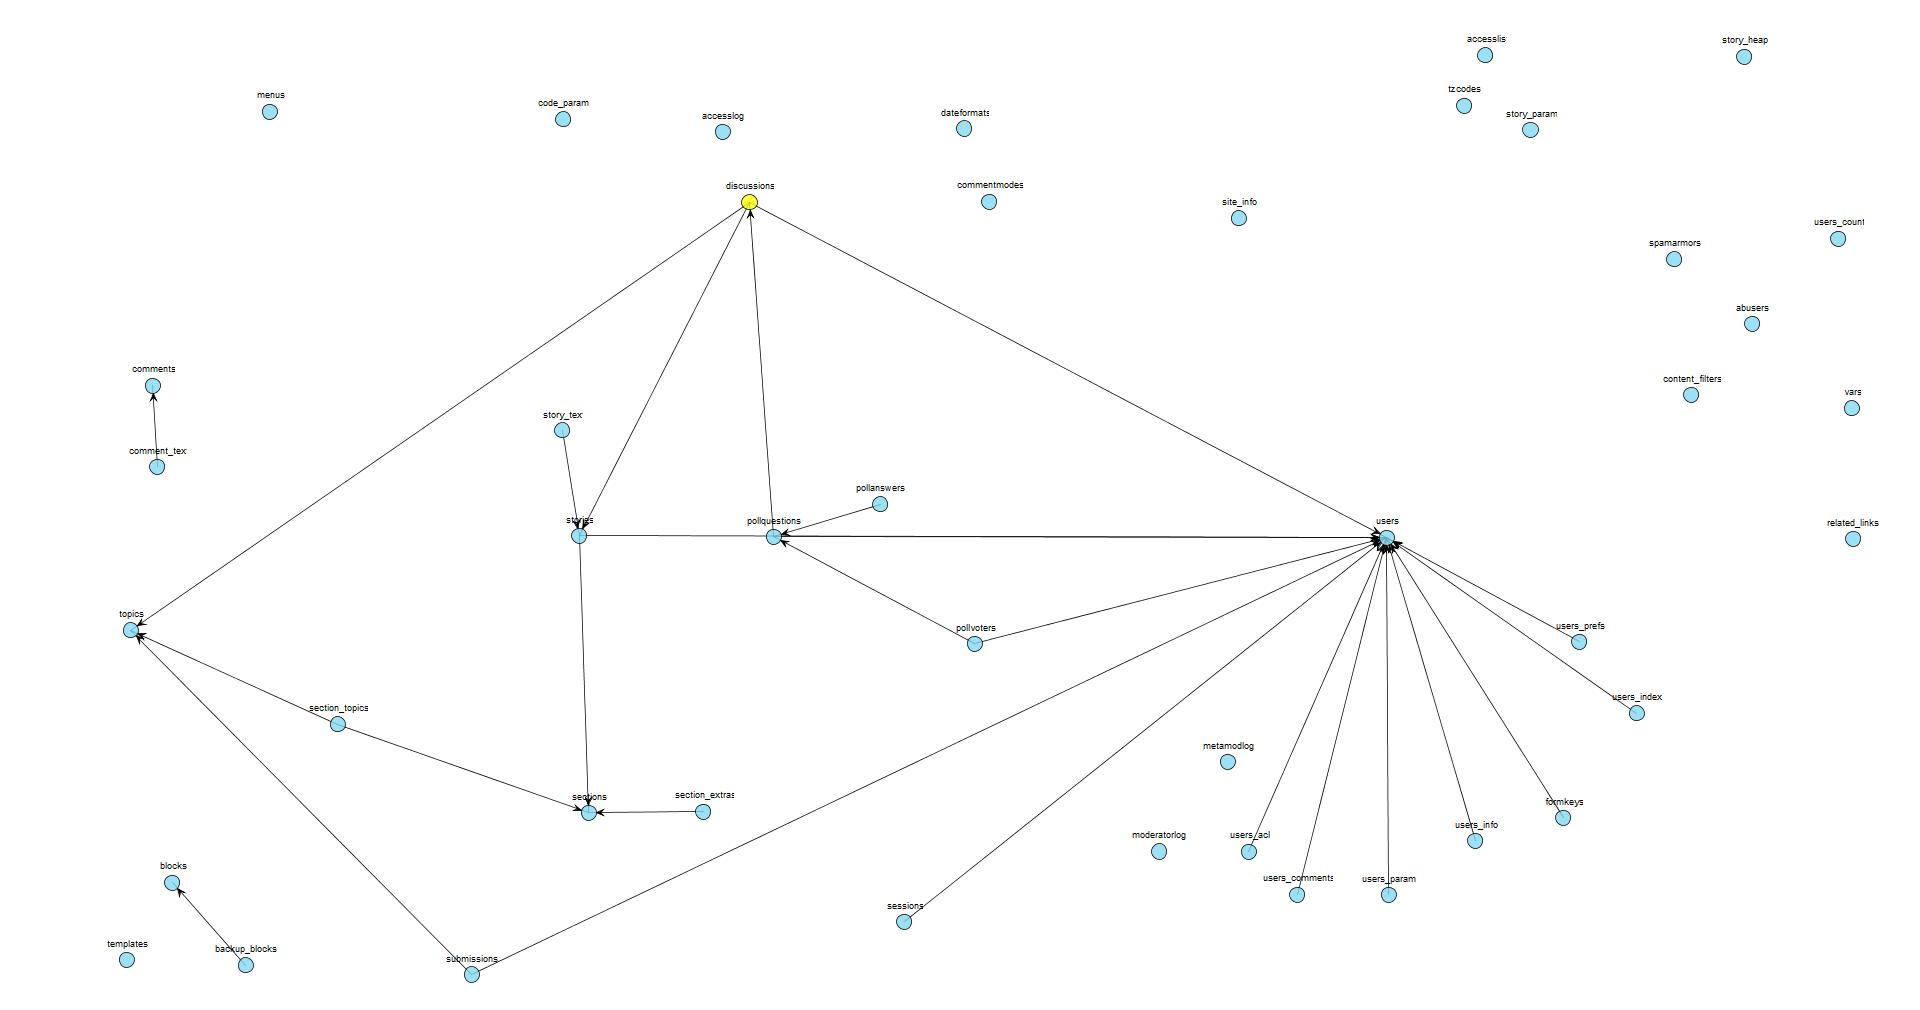 accesslis
story_heap
menus
code_param
accesslog
dateformats
tzcodes
story_param
discussions
commentmodes
site_info
users_count
spamarmors
abusers
comments
content_filters
vars
story_tex
comment_tex
pollanswers
stories
pollquestions
users
related_links
topics
pollvoters
users_prefs
section_topics
users_index
metamodlog
sections
section_extras
formkeys
users_info
moderatorlog
users_acl
blocks
users_comments
users_param
sessions
templates
backup_blocks
submissions